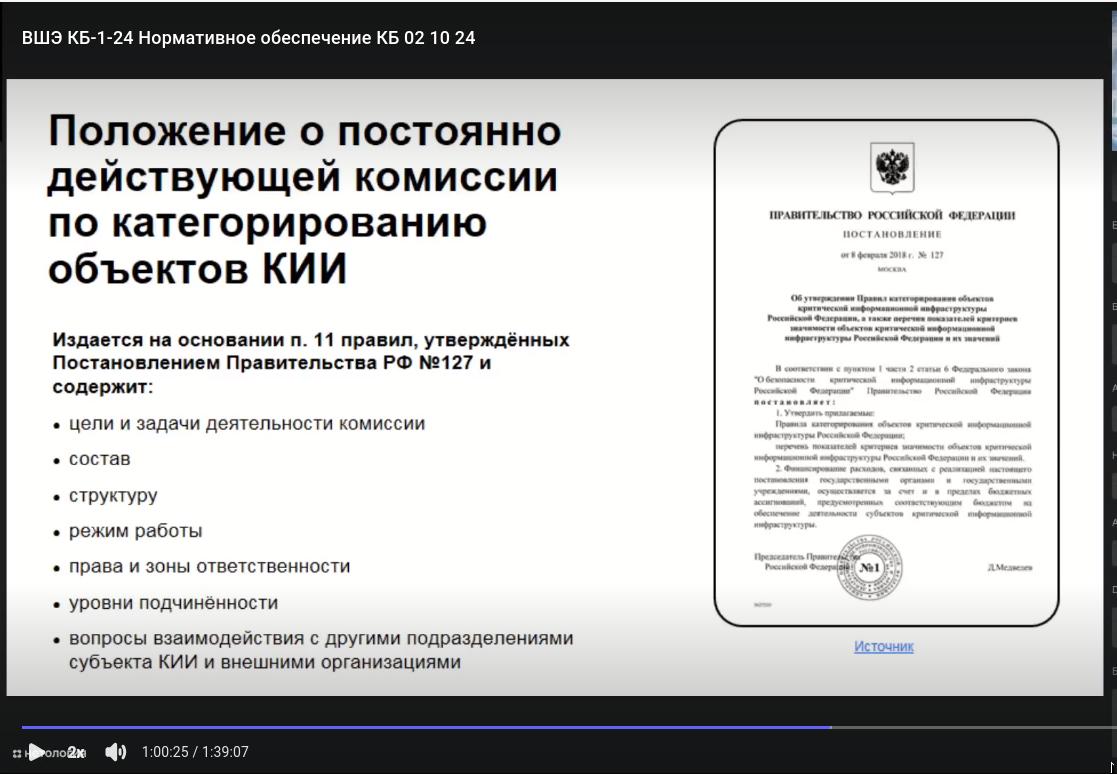 ВШЭ КБ-1-24 Нормативное обеспечение КБ 02 10 24
Положение о постоянно
действующей комиссии
по категорированию
объектов КИИ
Издается на основании п. 11 правил, утверждённых
Постановлением Правительства РФ №127 и
содержит:
• цели и задачи деятельности комиссии
• состав
• структуру
• режим работы
• права и зоны ответственности
• уровни подчинённости
• вопросы взаимодействия с другими подразделениями
субъекта КИИ и внешними организациями
ПРАВИТЕЛЬСТВО РОССИЙСКОЙ ФЕДЕРАЦИИ
ПОСТАНОВЛЕНИЕ
от 8 февраля 2018 г. № 127
МОСКВА
Об утверждении Правил категорирования объектов
критической информационной инфраструктуры
Российской Федерации, а также перечня показателей критериев
значимости объектов критической информационной
инфраструктуры Российской Федерации и их значений
В соответствии с пунктом 1 части 2 статьи 6 Федерального закона
"О безопасности критической информационной инфраструктуры
Российской Федерации" Правительство Российской Федерации
постановляет:
1. Утвердить прилагаемые:
Правила категорирования объектов критической информационной
инфраструктуры Российской Федерации;
перечень показателей критериев значимости объектов критической
информационной инфраструктуры Российской Федерации и их значений.
2. Финансирование расходов, связанных с реализацией настоящего
постановления государственными органами и государственными
учреждениями, осуществляется за счет и в пределах бюджетных
ассигнований, предусмотренных соответствующим бюджетом на
обеспечение деятельности субъектов критической информационной
инфраструктуры.
Председатель Правительства
Российской Федерации
№1
Д.Медведев
Источник
2x
1:00:25 / 1:39:07